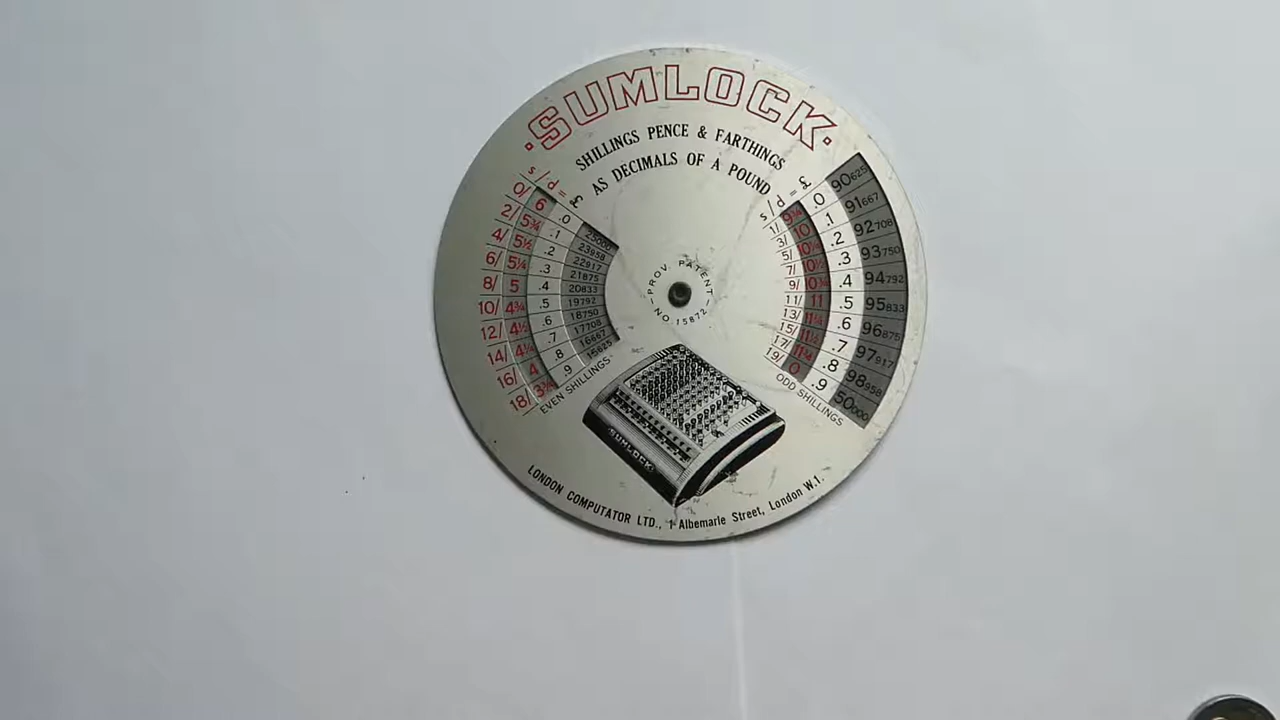 ·SUMLOCK·
SHILLINGS PENCE & FARTHINGS
AS DECIMALS OF A POUND
s/d = £
0/ 6 .0 25000
2/ 5¾ .1 23958
4/ 5½ .2 22917
6/ 5¼ .3 21875
8/ 5 .4 20833
10/ 4¾ .5 19792
12/ 4½ .6 18750
14/ 4¼ .7 17708
16/ 4 .8 16667
18/ 3¾ .9 15625
EVEN SHILLINGS
s/d = £
1/ 9¾ .0 90625
3/ 10 .1 91667
5/ 10¼ .2 92708
7/ 10½ .3 93750
9/ 10¾ .4 94792
11/ 11 .5 95833
13/ 11¼ .6 96875
15/ 11½ .7 97917
17/ 11¾ .8 98958
19/ 0 .9 50000
ODD SHILLINGS
PROV. PATENT
NO. 15872
SUMLOCK
LONDON COMPUTATOR LTD., 1 Albemarle Street, London W.1.